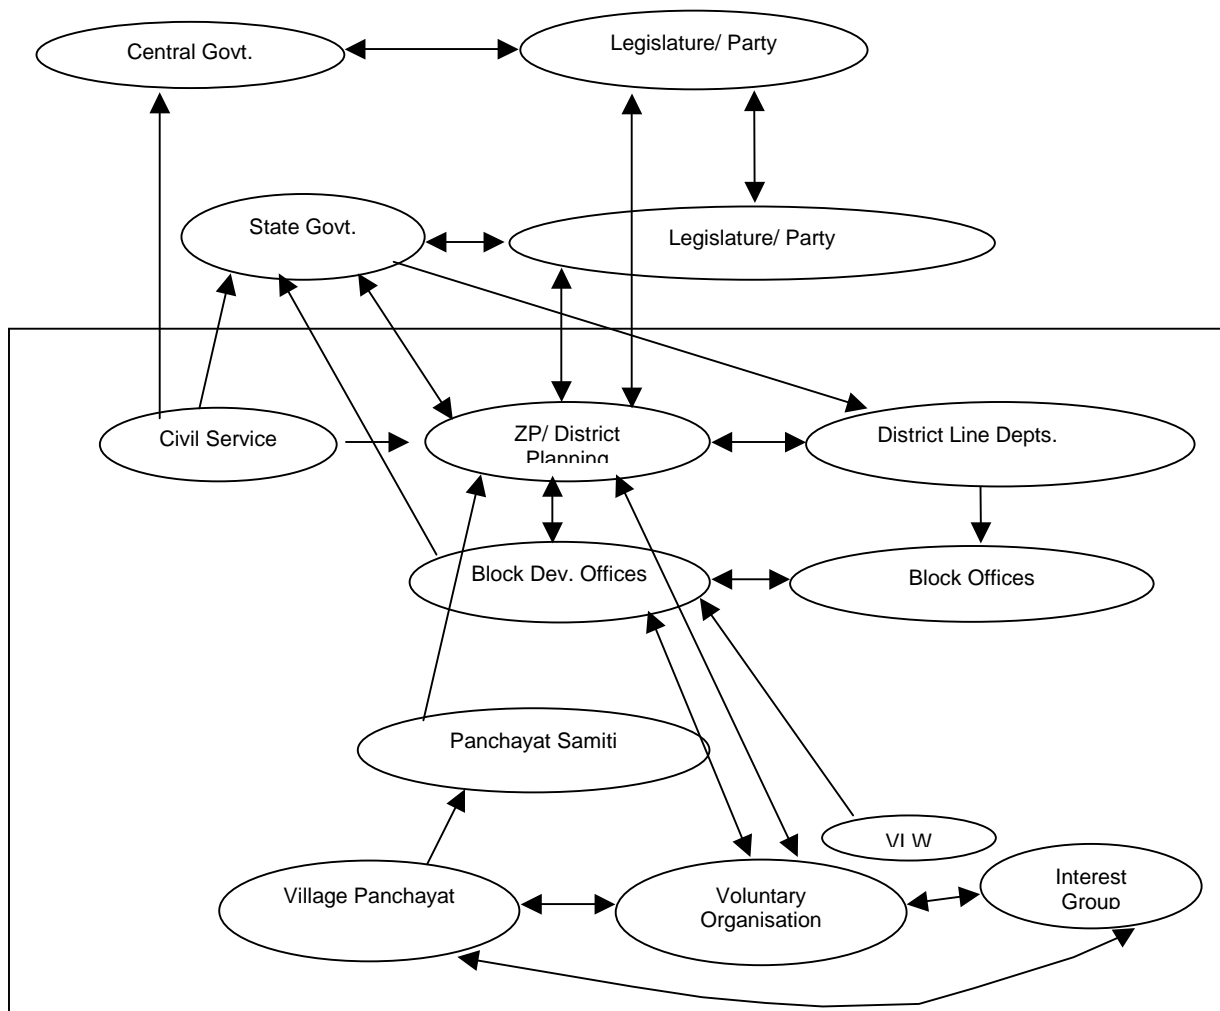 Central Govt.
Legislature/ Party
State Govt.
Legislature/ Party
Civil Service
ZP/ District
Planning
District Line Depts.
Block Dev. Offices
Block Offices
Panchayat Samiti
VLW
Village Panchayat
Voluntary
Organisation
Interest
Group